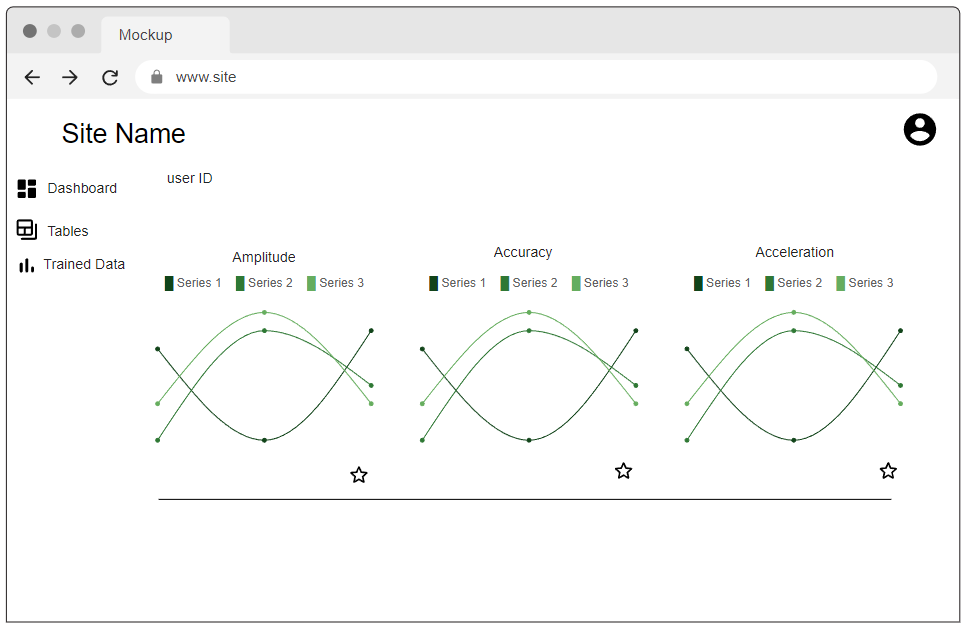 Mockup
www.site
Site Name
user ID
Dashboard
Tables
Trained Data
Amplitude
Series 1 Series 2 Series 3
Accuracy
Series 1 Series 2 Series 3
Acceleration
Series 1 Series 2 Series 3